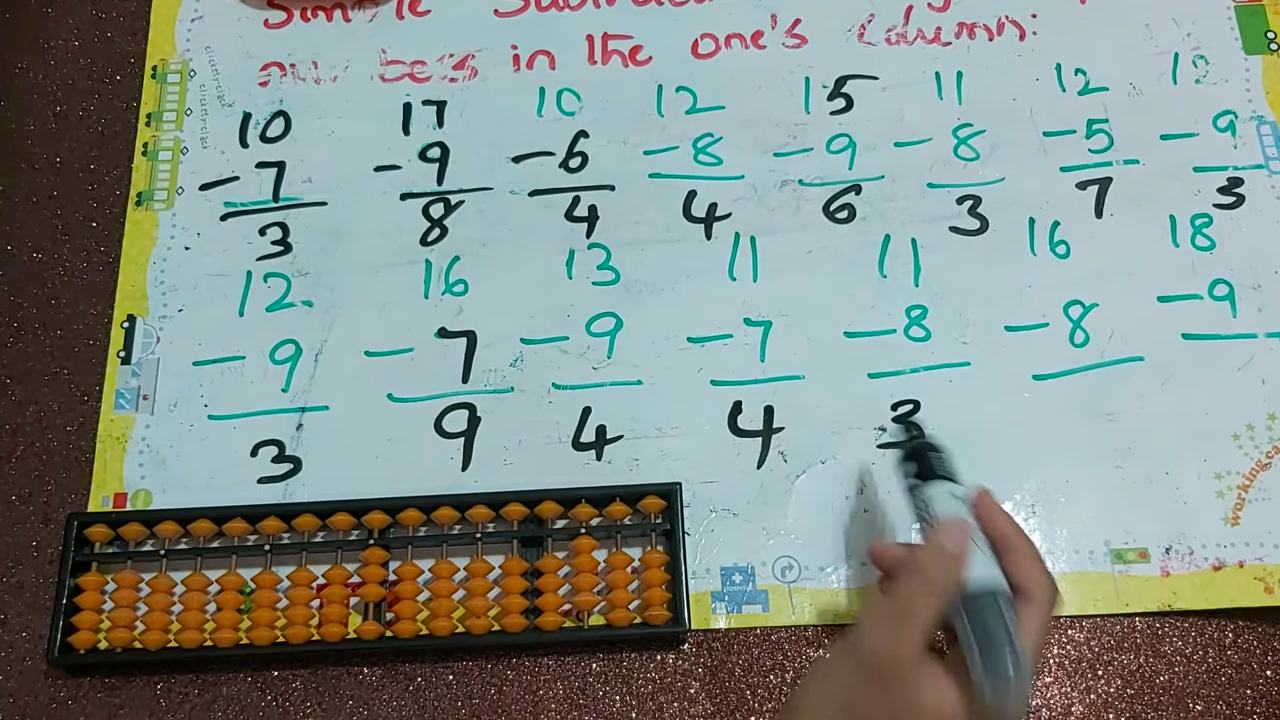 in the one's column:
10 17 10 12 15 11 12 12
-7 -9 -6 -8 -9 -8 -5 -9
3 8 4 4 6 3 7 3
12 16 13 11 11 16 18
-9 -7 -9 -7 -8 -8 -9
3 9 4 4 3
clickety-clack
clickety-clack
HOSPITAL
working